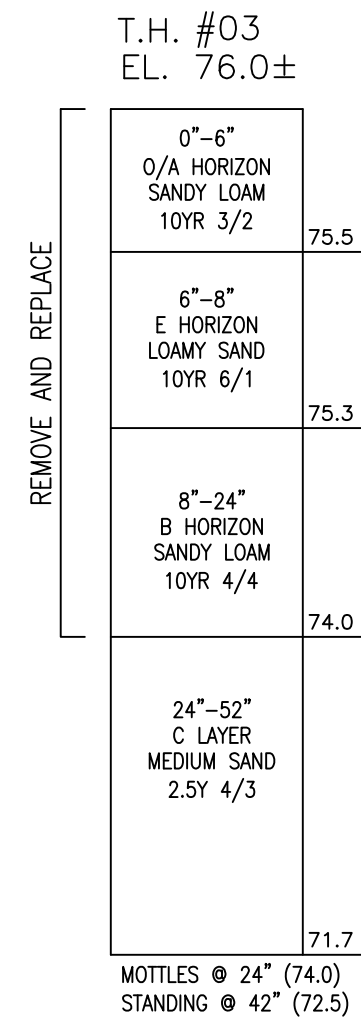 T.H. #03
EL. 76.0±
REMOVE AND REPLACE
0"–6"
O/A HORIZON
SANDY LOAM
10YR 3/2
75.5
6"–8"
E HORIZON
LOAMY SAND
10YR 6/1
75.3
8"–24"
B HORIZON
SANDY LOAM
10YR 4/4
74.0
24"–52"
C LAYER
MEDIUM SAND
2.5Y 4/3
71.7
MOTTLES @ 24" (74.0)
STANDING @ 42" (72.5)